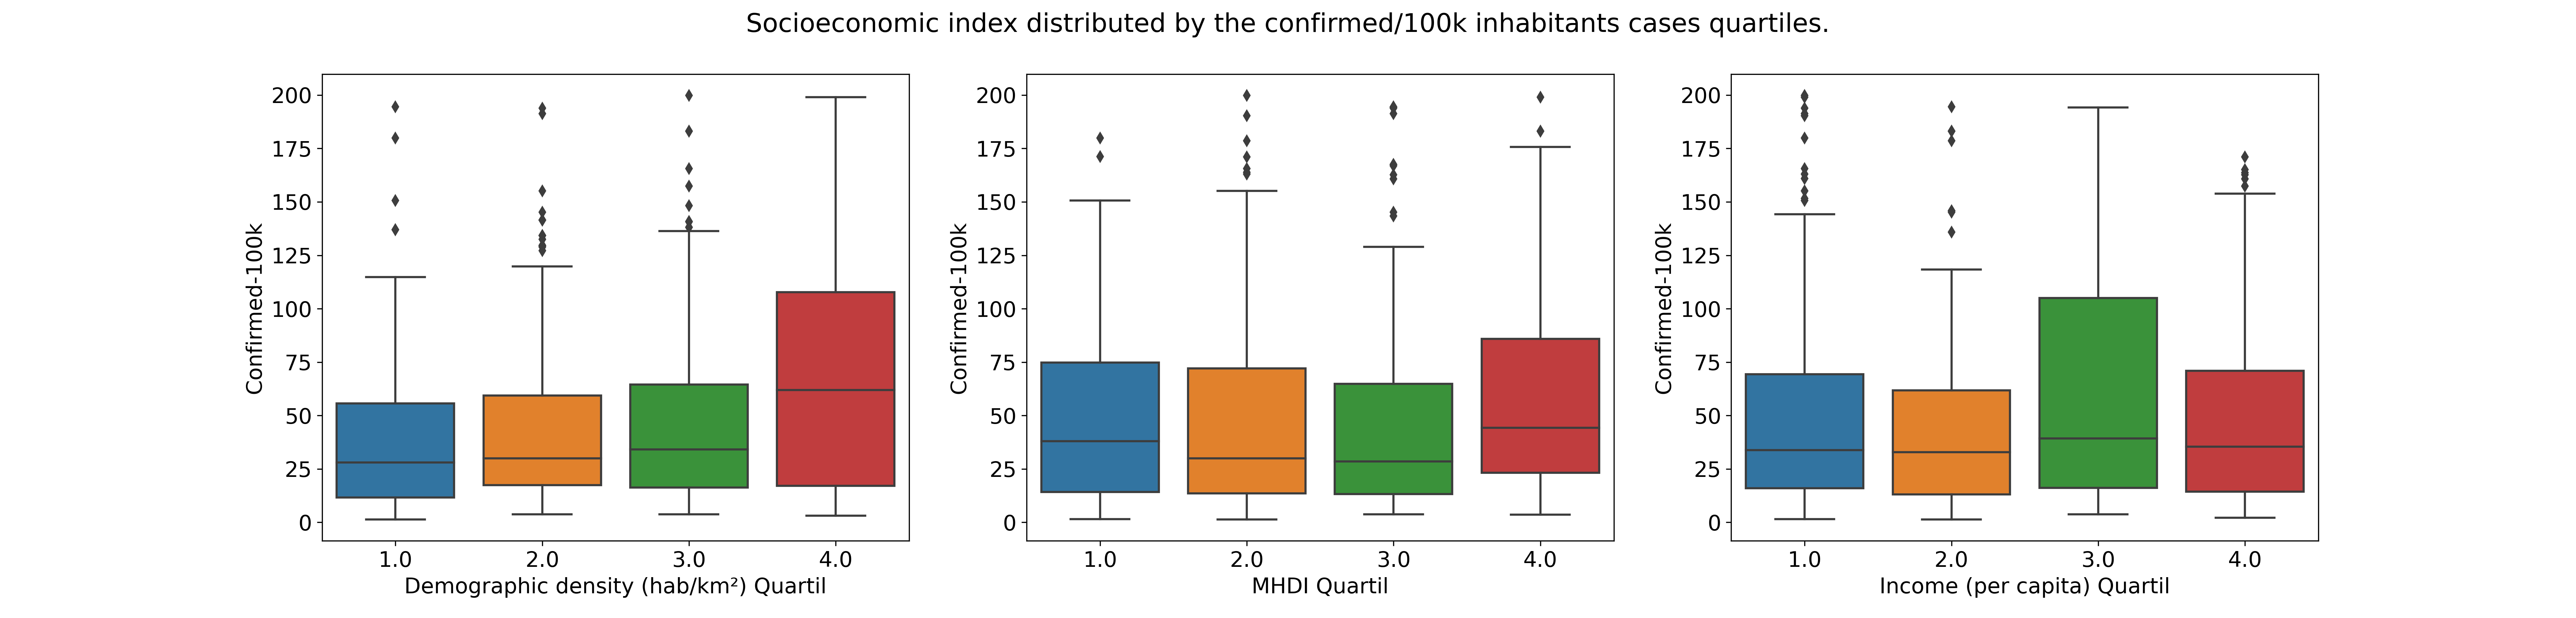 Socioeconomic index distributed by the confirmed/100k inhabitants cases quartiles.
200
175
150
125
100
75
50
25
0
Confirmed-100k
1.0 2.0 3.0 4.0
Demographic density (hab/km²) Quartil
200
175
150
125
100
75
50
25
0
Confirmed-100k
1.0 2.0 3.0 4.0
MHDI Quartil
200
175
150
125
100
75
50
25
0
Confirmed-100k
1.0 2.0 3.0 4.0
Income (per capita) Quartil